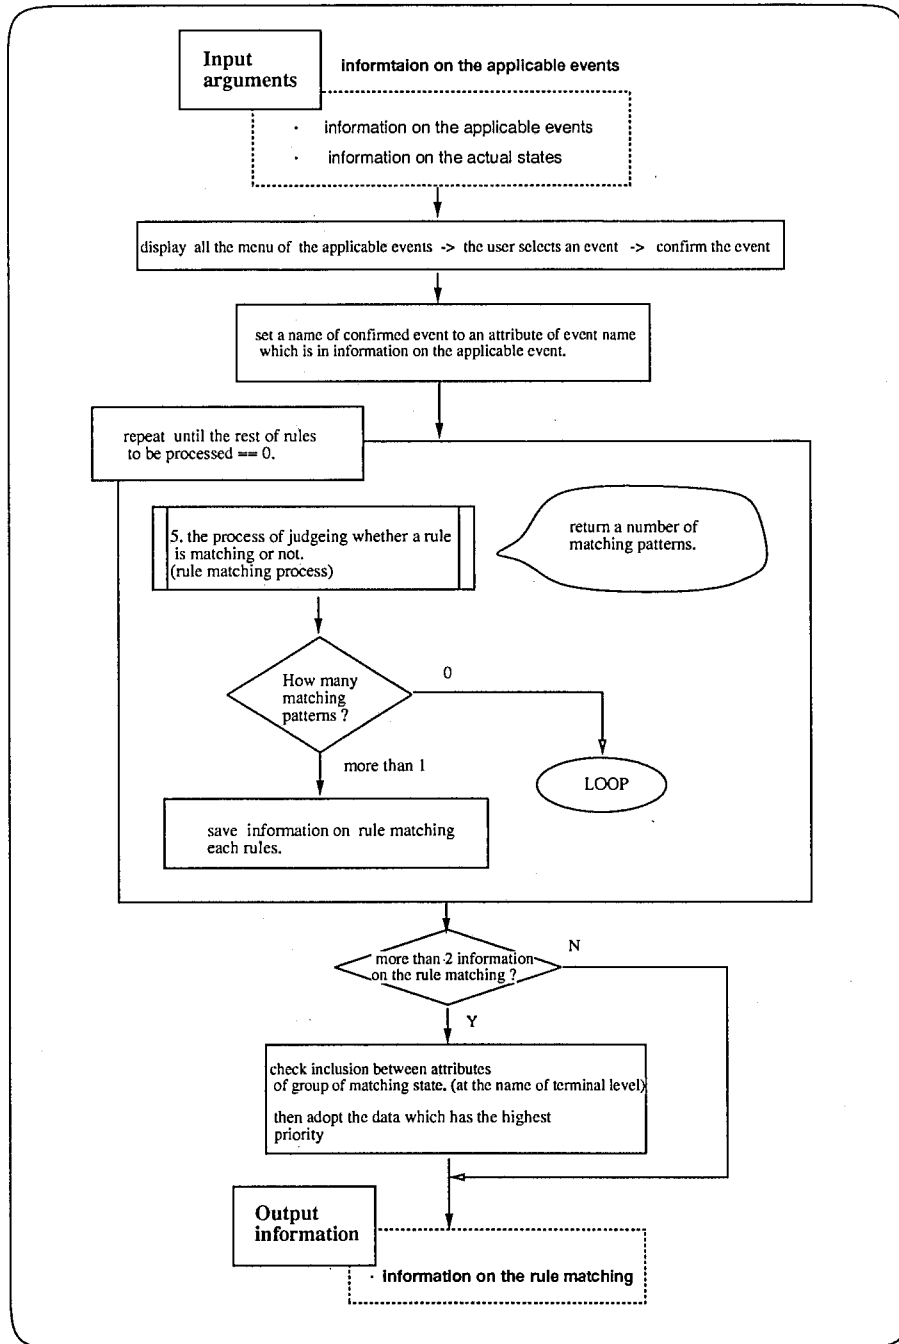 Input
arguments
informtaion on the applicable events
· information on the applicable events
· information on the actual states
display all the menu of the applicable events -> the user selects an event -> confirm the event
set a name of confirmed event to an attribute of event name
which is in information on the applicable event.
repeat until the rest of rules
to be processed == 0.
5. the process of judgeing whether a rule
is matching or not.
(rule matching process)
return a number of
matching patterns.
How many
matching
patterns ?
0
more than 1
LOOP
save information on rule matching
each rules.
more than 2 information
on the rule matching ?
N
Y
check inclusion between attributes
of group of matching state. (at the name of terminal level)
then adopt the data which has the highest
priority
Output
information
· information on the rule matching